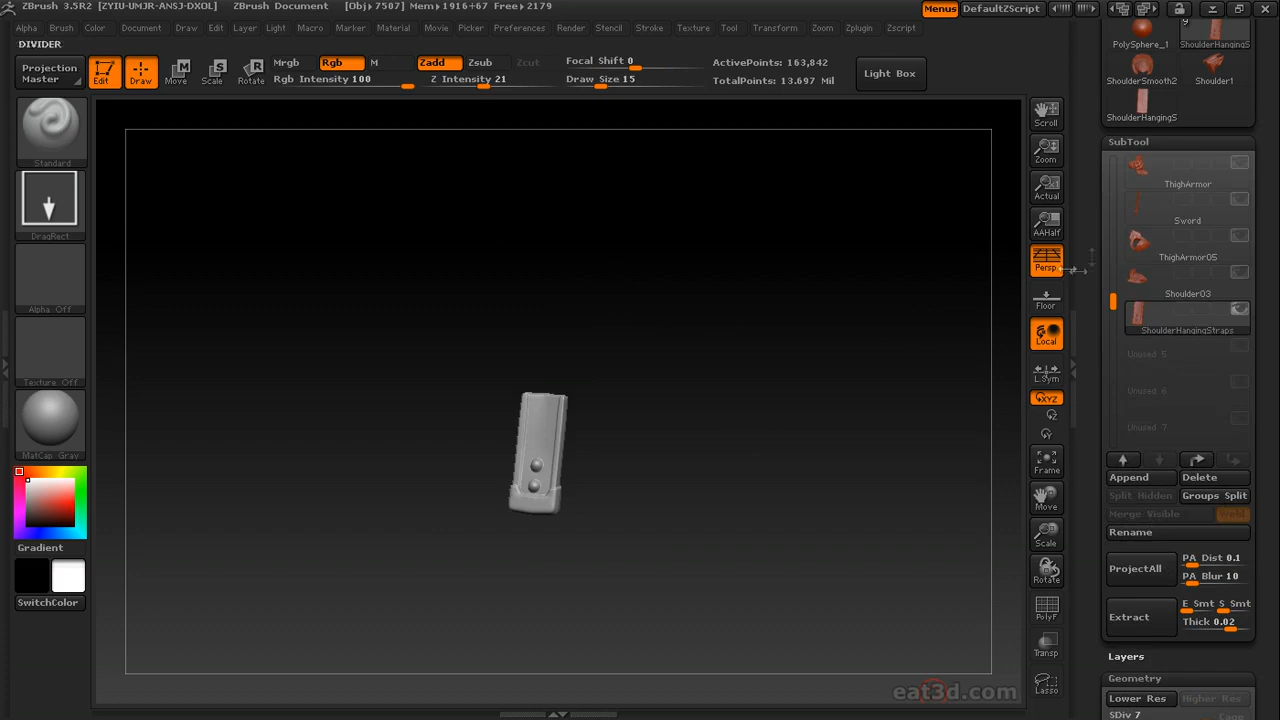 ZBrush 3.5R2 [ZYIU-UMJR-ANSJ-DXOL] ZBrush Document [Obj▸ 7507] Mem▸ 1916+67 Free▸ 2179 Menus DefaultZScript
Alpha Brush Color Document Draw Edit Layer Light Macro Marker Material Movie Picker Preferences Render Stencil Stroke Texture Tool Transform Zoom Zplugin Zscript
DIVIDER
Projection
Master
Edit
Draw
Move
Scale
Rotate
Mrgb Rgb M
Rgb Intensity 100
Zadd Zsub Zcut
Z Intensity 21
Focal Shift 0
Draw Size 15
ActivePoints: 163,842
TotalPoints: 13.697 Mil
Light Box
Standard
DragRect
Alpha Off
Texture Off
MatCap Gray
Gradient
SwitchColor
Scroll
Zoom
Actual
AAHalf
Persp
Floor
Local
L.Sym
XYZ
Z
Y
Frame
Move
Scale
Rotate
PolyF
Transp
Lasso
9
PolySphere_1 ShoulderHangingS
ShoulderSmooth2 Shoulder1
ShoulderHangingS
SubTool
ThighArmor
Sword
ThighArmor05
Shoulder03
ShoulderHangingStraps
Unused 5
Unused 6
Unused 7
Append Delete
Split Hidden Groups Split
Merge Visible Weld
Rename
ProjectAll PA Dist 0.1
PA Blur 10
Extract E Smt S Smt
Thick 0.02
Layers
Geometry
Lower Res Higher Res
SDiv 7 Cage
eat3d.com